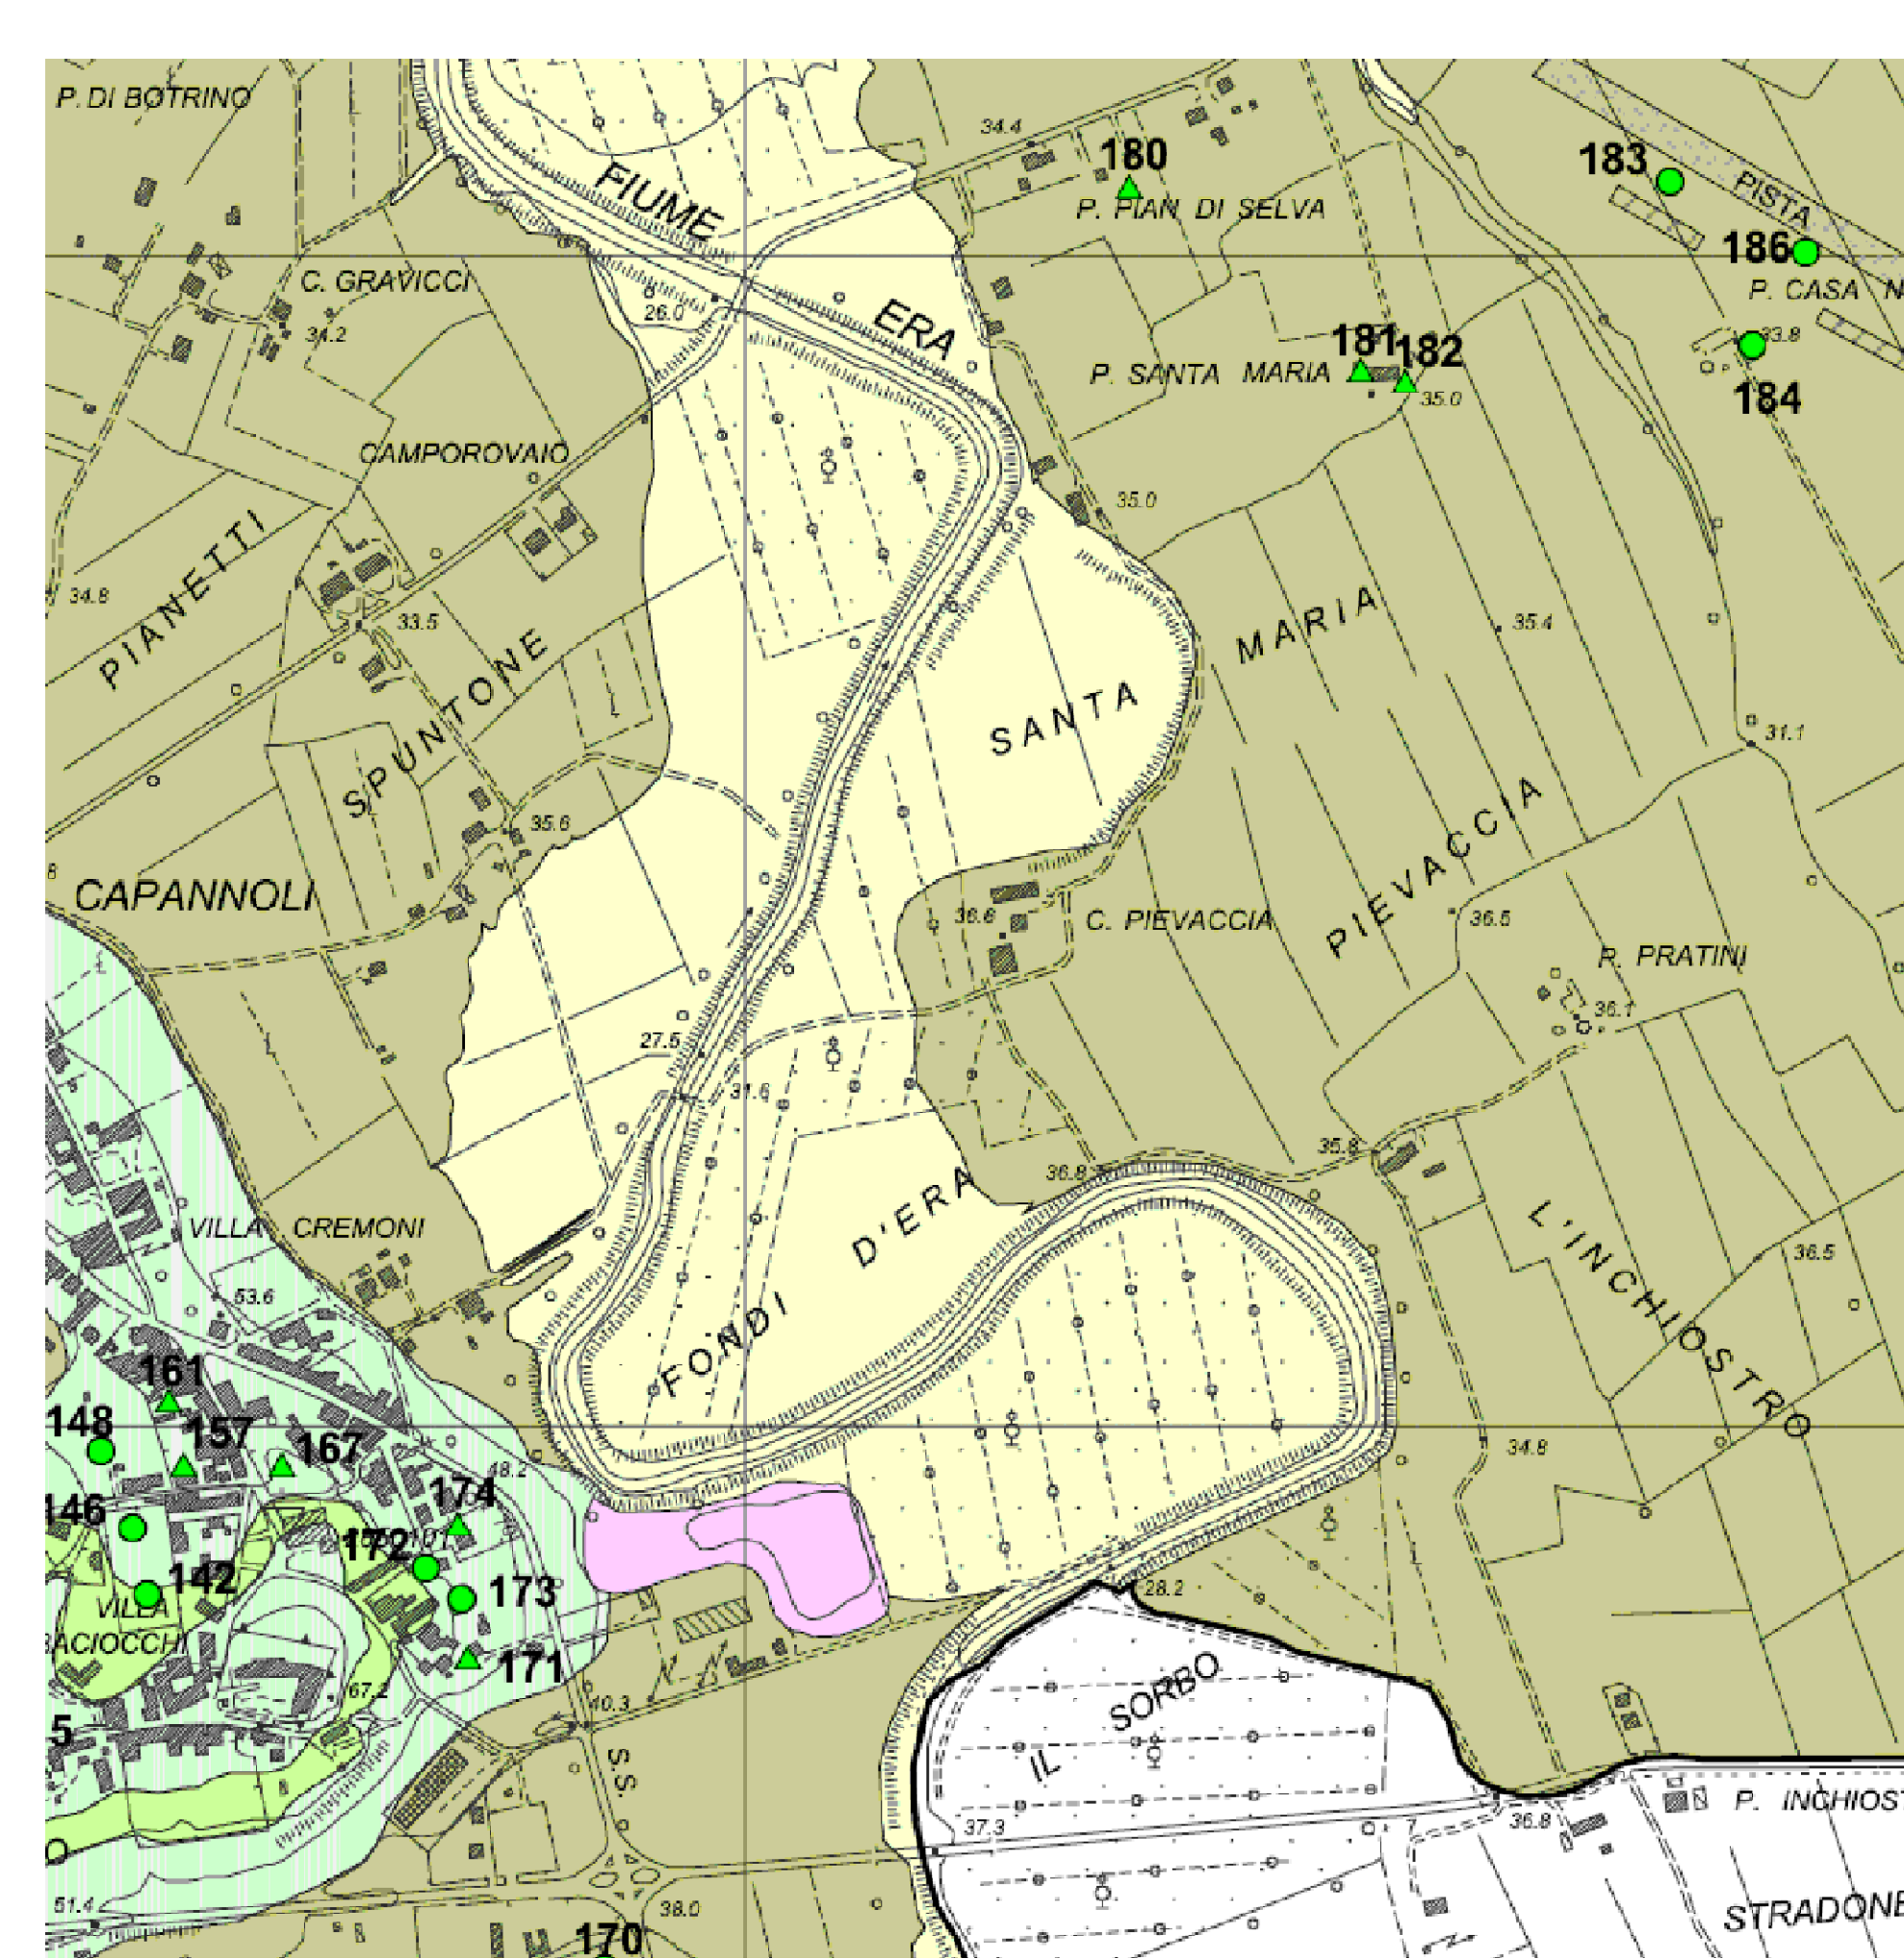 P. DI BOTRINO
34.4
180
183
FIUME
P. PIAN DI SELVA
PISTA
186
C. GRAVICCI
P. CASA N
26.0
ERA
34.2
181
182
33.8
P. SANTA MARIA
35.0
184
CAMPOROVAIO
35.0
PIANETTI
34.8
33.5
MARIA
35.4
SPUNTONE
SANTA
31.1
35.6
8
CAPANNOLI
PIEVACCIA
36.6
C. PIEVACCIA
36.5
R. PRATINI
36.1
27.5
31.6
35.8
36.8
D'ERA
VILLA CREMONI
L'INCHIOSTRO
36.5
53.6
FONDI
161
148
157
167
34.8
48.2
174
146
172
142
173
28.2
VILLA
BACIOCCHI
171
SORBO
67.2
40.3
5
S.S.
IL
P. INCHIOS
37.3
36.8
O
51.4
38.0
STRADONE
170